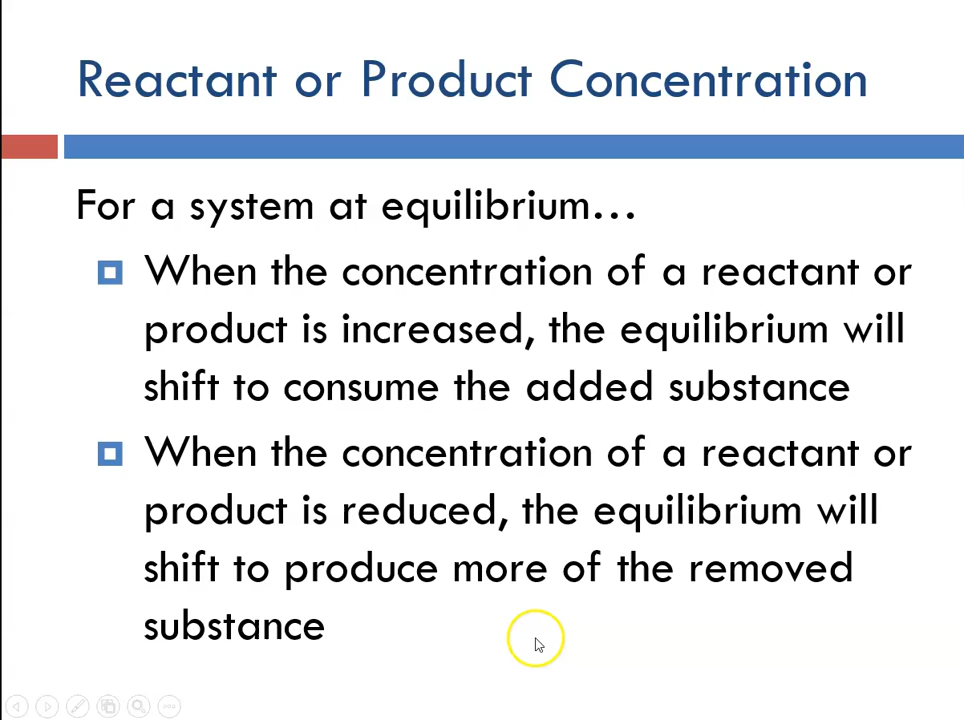 Reactant or Product Concentration
For a system at equilibrium...
When the concentration of a reactant or
product is increased, the equilibrium will
shift to consume the added substance
When the concentration of a reactant or
product is reduced, the equilibrium will
shift to produce more of the removed
substance